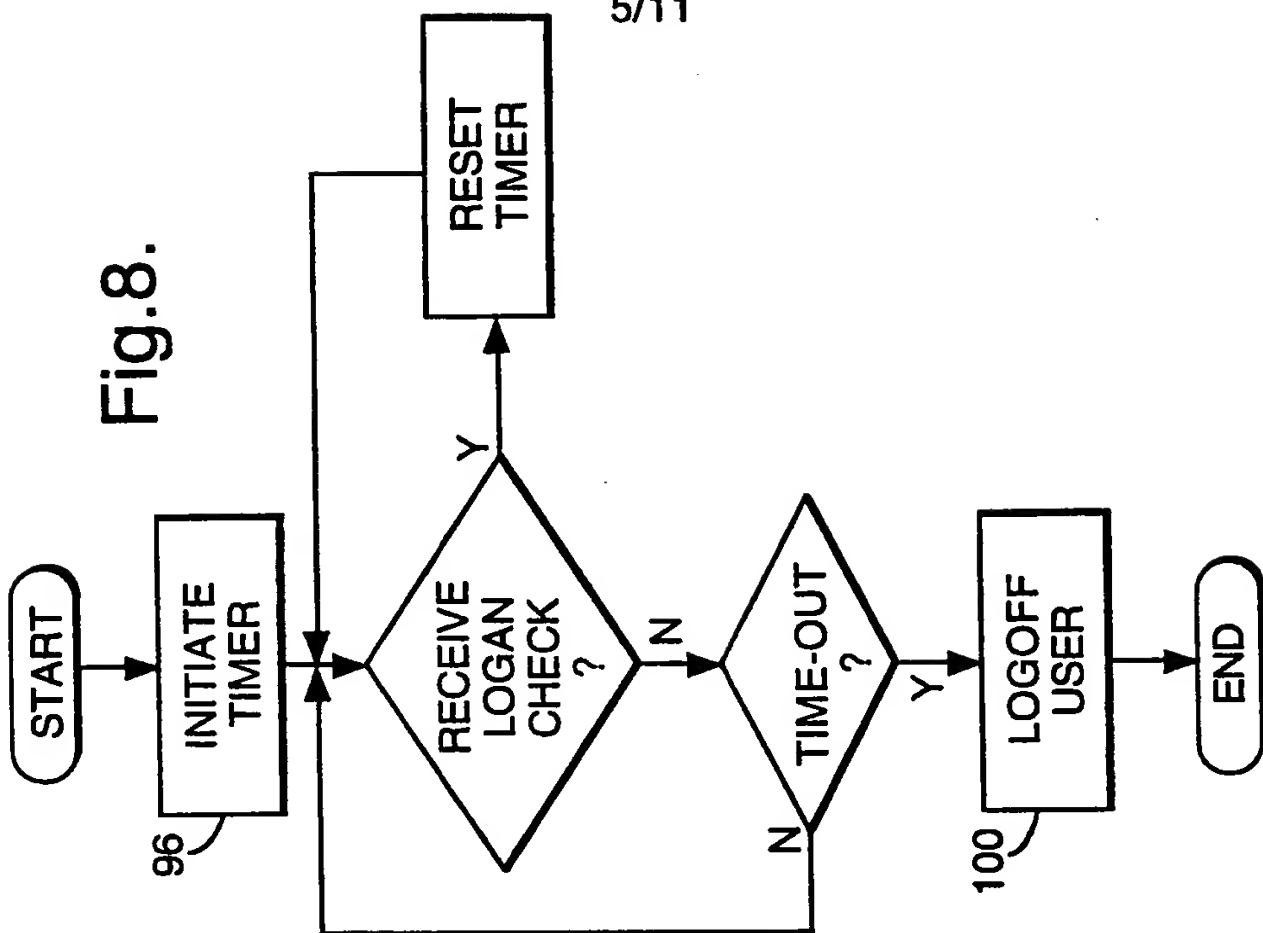 5/11
Fig.8.
START
INITIATE
TIMER
96
RECEIVE
LOGAN
CHECK
?
Y
RESET
TIMER
N
TIME-OUT
?
N
Y
LOGOFF
USER
100
END